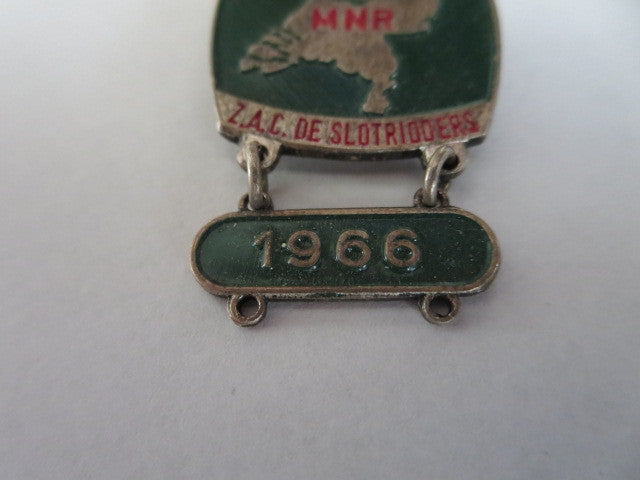 MNR
Z.A.C. DE SLOTRIDDERS
1966